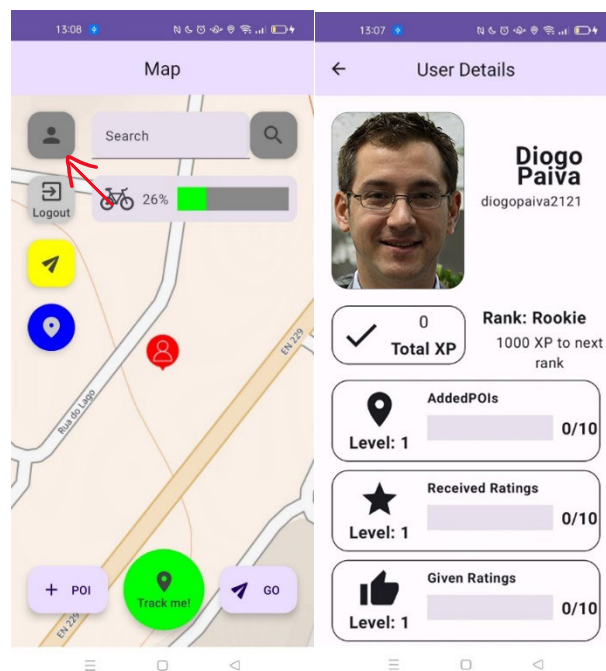 13:08
Map
Search
26%
Logout
EN 229
Rua do Lago
+ POI
Track me!
GO
EN 229
13:07
User Details
Diogo
Paiva
diogopaiva2121
0
Total XP
Rank: Rookie
1000 XP to next
rank
AddedPOIs
0/10
Level: 1
Received Ratings
0/10
Level: 1
Given Ratings
0/10
Level: 1